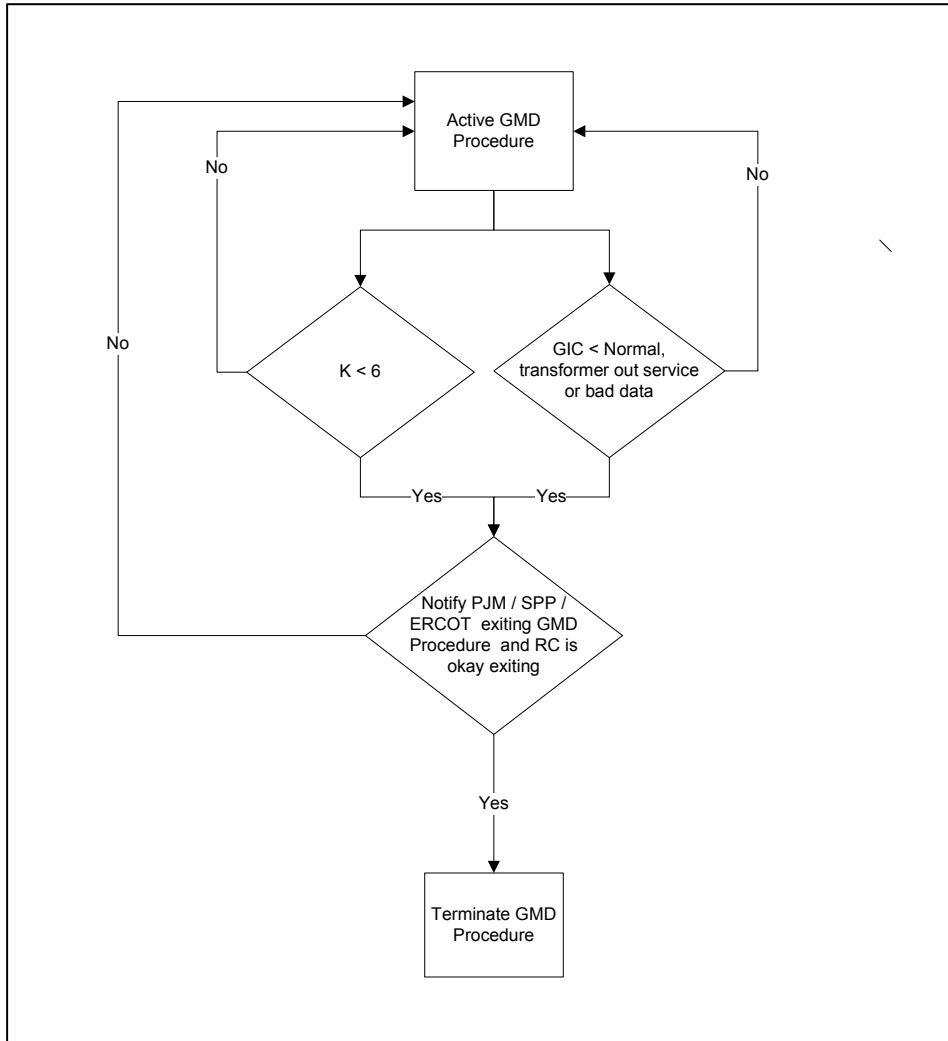 Active GMD
Procedure
No
No
No
K < 6
GIC < Normal,
transformer out service
or bad data
Yes
Yes
Notify PJM / SPP /
ERCOT exiting GMD
Procedure and RC is
okay exiting
Yes
Terminate GMD
Procedure